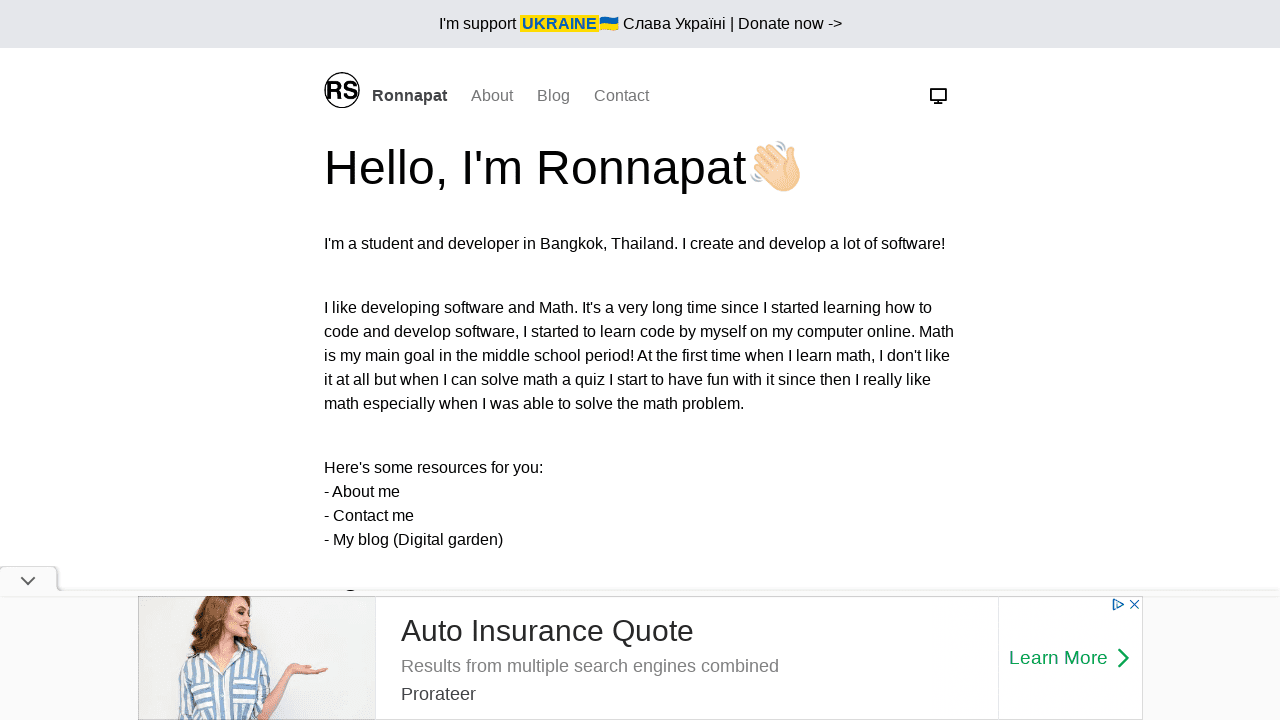 I'm support UKRAINE🇺🇦 Слава Україні | Donate now ->
RS Ronnapat About Blog Contact
Hello, I'm Ronnapat👋🏻
I'm a student and developer in Bangkok, Thailand. I create and develop a lot of software!
I like developing software and Math. It's a very long time since I started learning how to
code and develop software, I started to learn code by myself on my computer online. Math
is my main goal in the middle school period! At the first time when I learn math, I don't like
it at all but when I can solve math a quiz I start to have fun with it since then I really like
math especially when I was able to solve the math problem.
Here's some resources for you:
- About me
- Contact me
- My blog (Digital garden)
Auto Insurance Quote
Results from multiple search engines combined
Prorateer
Learn More